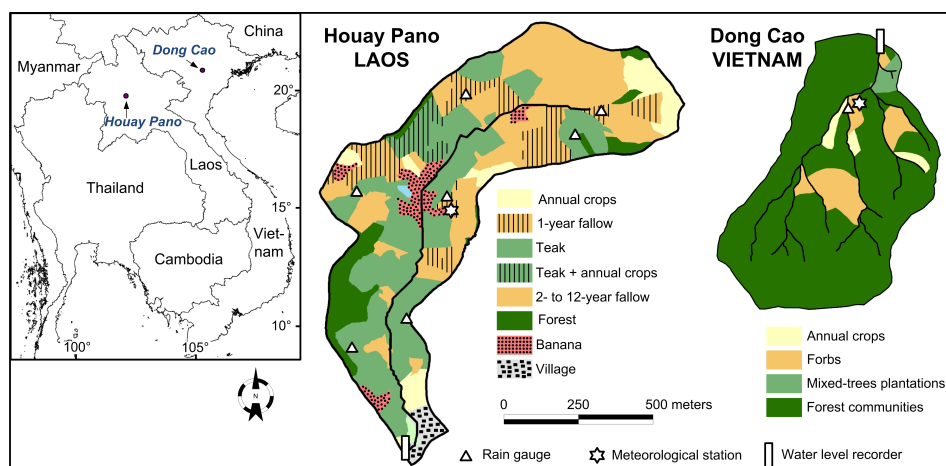 China
Dong Cao
Myanmar
20°
Houay Pano
Laos
Thailand
15°
Viet-
nam
Cambodia
10°
100°
105°
N
Houay Pano
LAOS
Annual crops
1-year fallow
Teak
Teak + annual crops
2- to 12-year fallow
Forest
Banana
Village
0
250
500 meters
Dong Cao
VIETNAM
Annual crops
Forbs
Mixed-trees plantations
Forest communities
Rain gauge
Meteorological station
Water level recorder